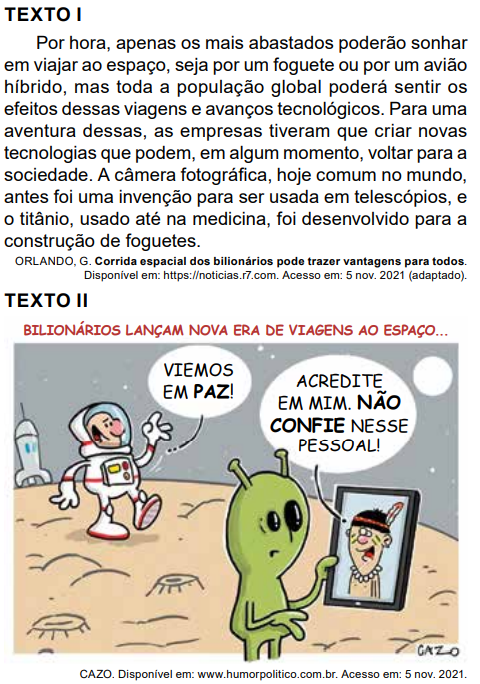 TEXTO I
Por hora, apenas os mais abastados poderão sonhar
em viajar ao espaço, seja por um foguete ou por um avião
híbrido, mas toda a população global poderá sentir os
efeitos dessas viagens e avanços tecnológicos. Para uma
aventura dessas, as empresas tiveram que criar novas
tecnologias que podem, em algum momento, voltar para a
sociedade. A câmera fotográfica, hoje comum no mundo,
antes foi uma invenção para ser usada em telescópios, e
o titânio, usado até na medicina, foi desenvolvido para a
construção de foguetes.
ORLANDO, G. Corrida espacial dos bilionários pode trazer vantagens para todos.
Disponível em: https://noticias.r7.com. Acesso em: 5 nov. 2021 (adaptado).
TEXTO II
BILIONÁRIOS LANÇAM NOVA ERA DE VIAGENS AO ESPAÇO...
VIEMOS
EM PAZ!
ACREDITE
EM MIM. NÃO
CONFIE NESSE
PESSOAL!
CAZO
CAZO. Disponível em: www.humorpolitico.com.br. Acesso em: 5 nov. 2021.